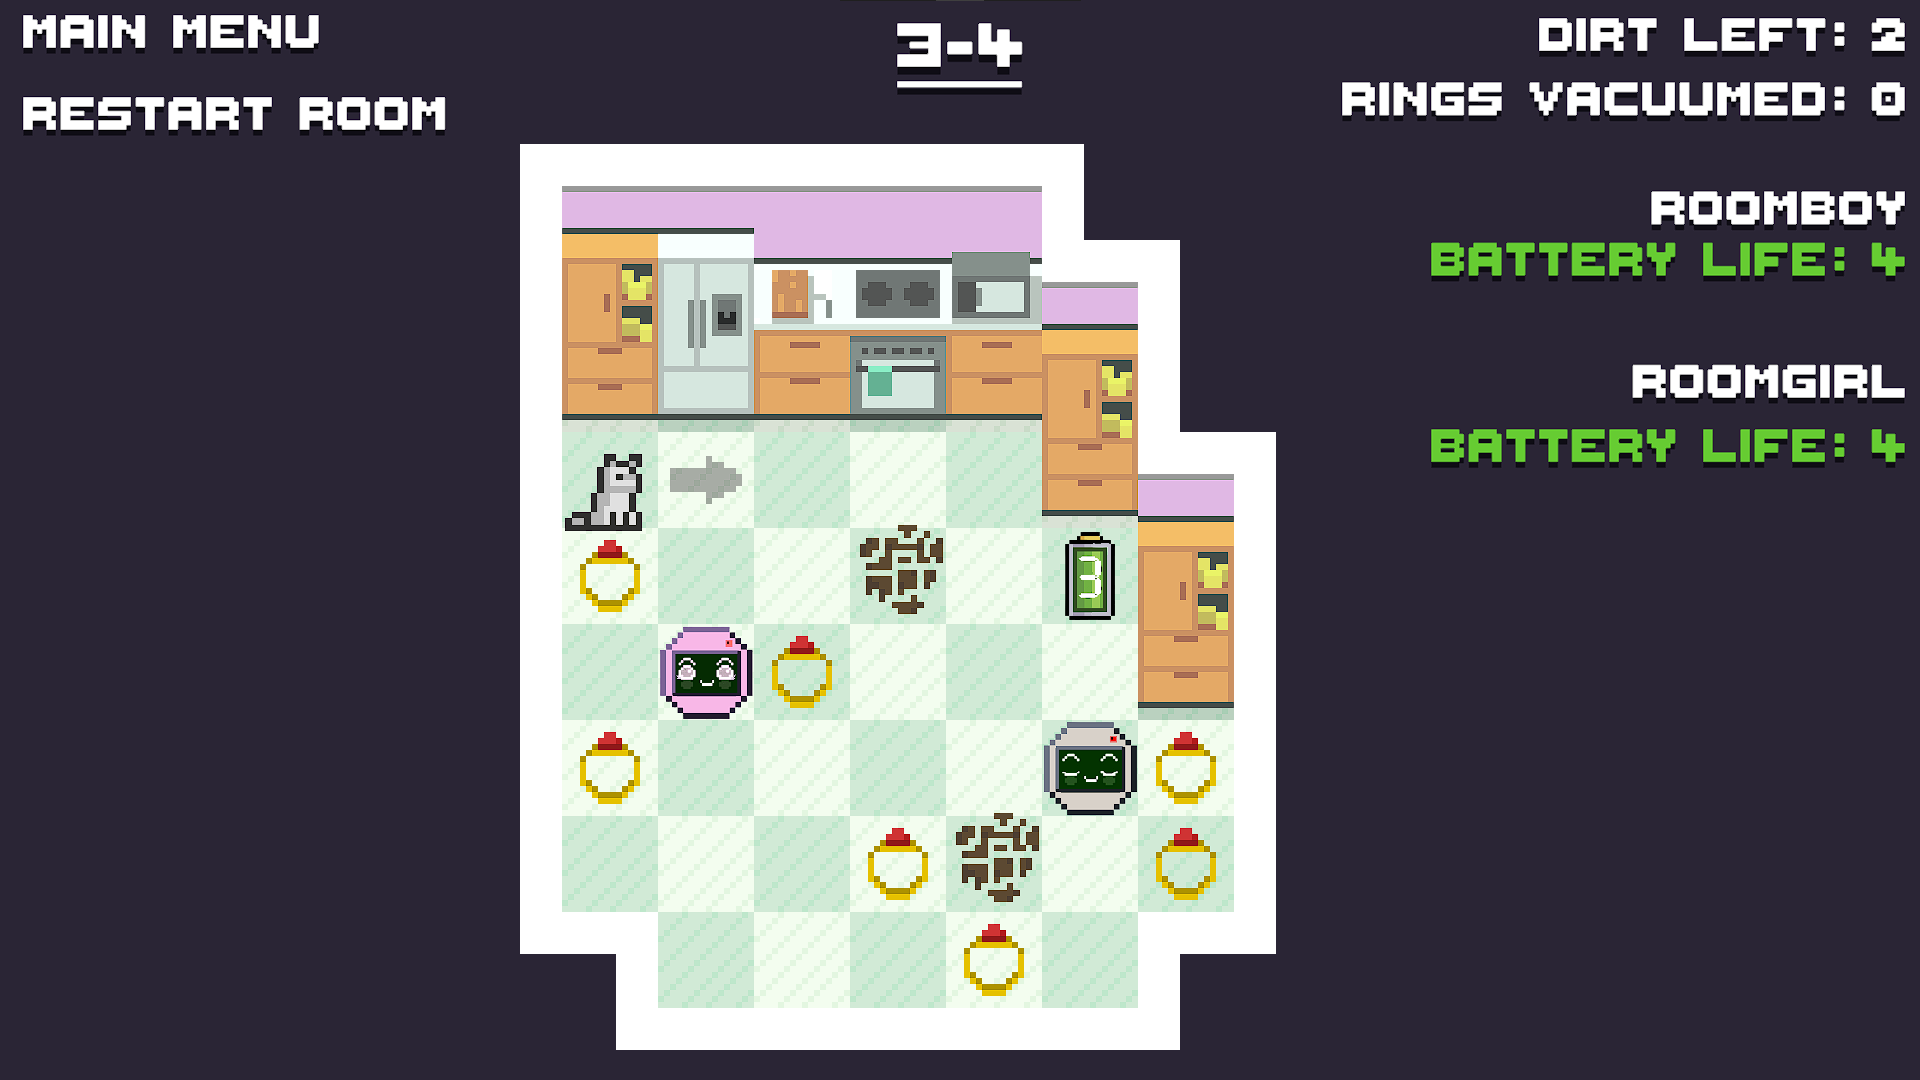 MAIN MENU
RESTART ROOM
3-4
DIRT LEFT: 2
RINGS VACUUMED: 0
ROOMBOY
BATTERY LIFE: 4
ROOMGIRL
BATTERY LIFE: 4
3